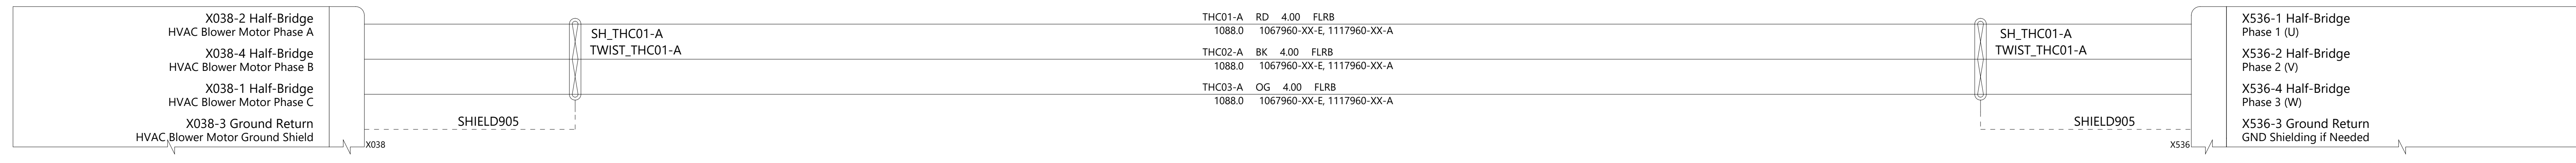 X038-2 Half-Bridge
HVAC Blower Motor Phase A
X038-4 Half-Bridge
HVAC Blower Motor Phase B
X038-1 Half-Bridge
HVAC Blower Motor Phase C
X038-3 Ground Return
HVAC Blower Motor Ground Shield
X038
SH_THC01-A
TWIST_THC01-A
SHIELD905
THC01-A RD 4.00 FLRB
1088.0 1067960-XX-E, 1117960-XX-A
THC02-A BK 4.00 FLRB
1088.0 1067960-XX-E, 1117960-XX-A
THC03-A OG 4.00 FLRB
1088.0 1067960-XX-E, 1117960-XX-A
SH_THC01-A
TWIST_THC01-A
SHIELD905
X536-1 Half-Bridge
Phase 1 (U)
X536-2 Half-Bridge
Phase 2 (V)
X536-4 Half-Bridge
Phase 3 (W)
X536-3 Ground Return
GND Shielding if Needed
X536